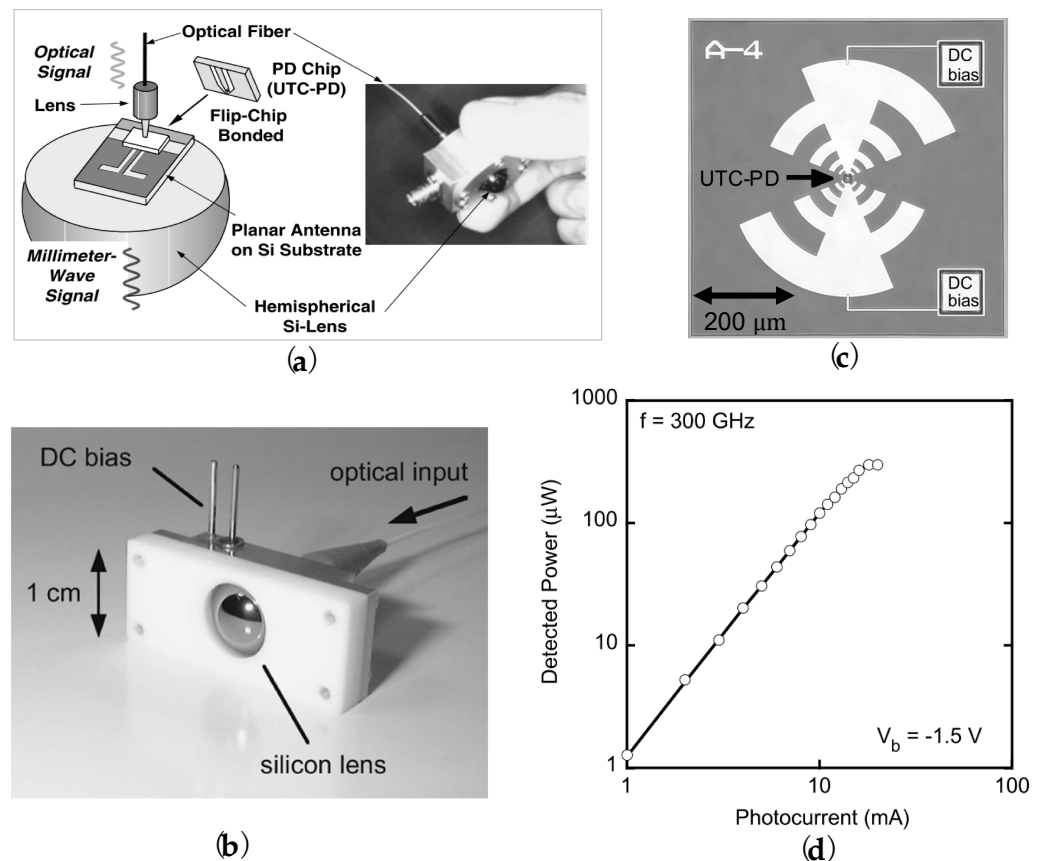 Optical Fiber
Optical
Signal
PD Chip
(UTC-PD)
Lens
Flip-Chip
Bonded
Planar Antenna
on Si Substrate
Millimeter-
Wave
Signal
Hemispherical
Si-Lens
(a)
A-4
DC
bias
UTC-PD
DC
bias
200 μm
(c)
DC bias
optical input
1 cm
silicon lens
(b)
1000
f = 300 GHz
100
Detected Power (μW)
10
V_b = -1.5 V
1
1
10
100
Photocurrent (mA)
(d)